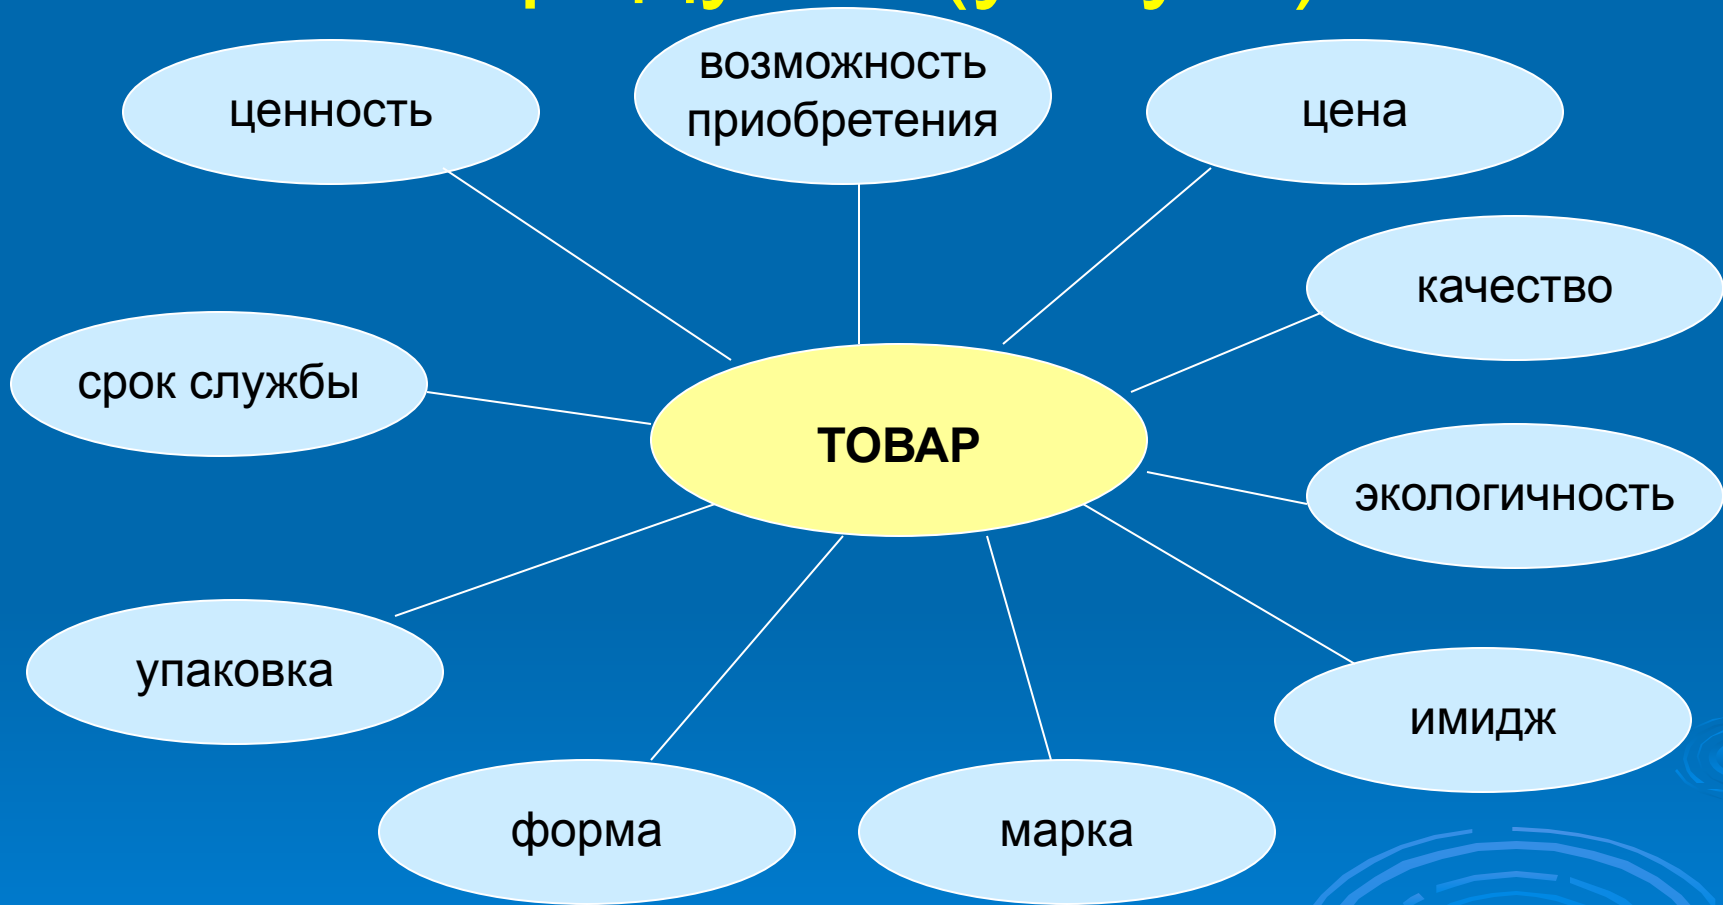 ценность
возможность
приобретения
цена
качество
срок службы
ТОВАР
экологичность
упаковка
имидж
форма
марка